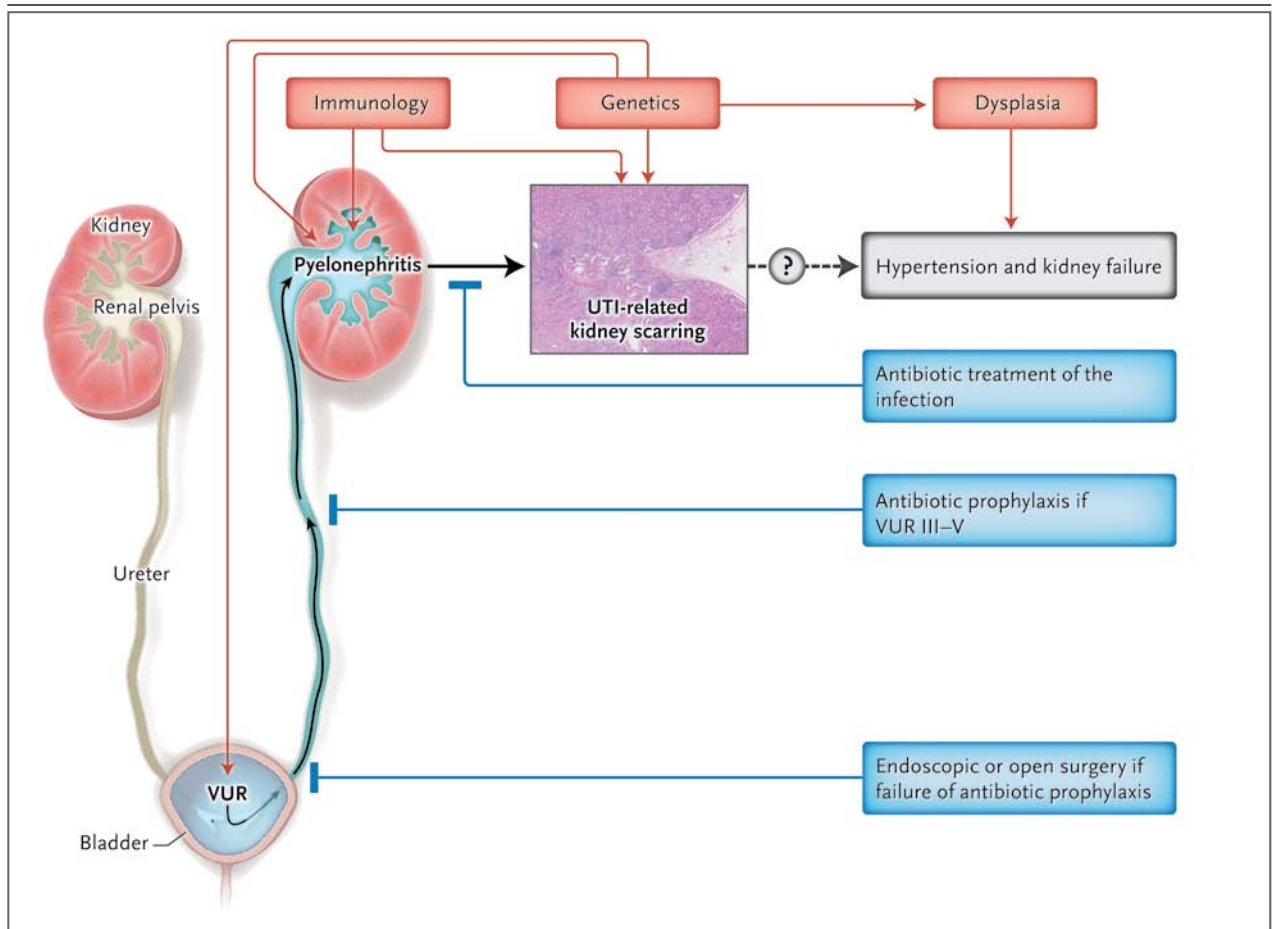 Immunology
Genetics
Dysplasia
Kidney
Pyelonephritis
Renal pelvis
UTI-related
kidney scarring
?
Hypertension and kidney failure
Antibiotic treatment of the
infection
Antibiotic prophylaxis if
VUR III–V
Ureter
Endoscopic or open surgery if
failure of antibiotic prophylaxis
VUR
Bladder